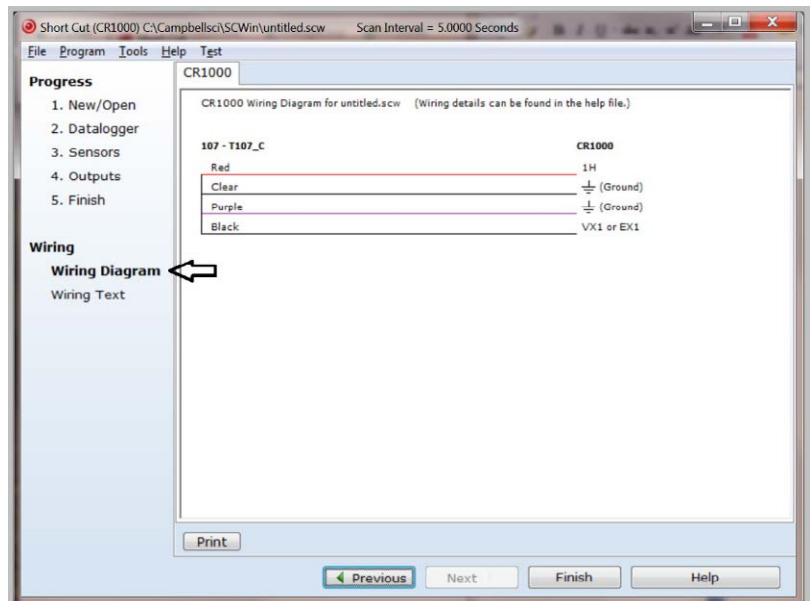 Short Cut (CR1000) C:\Campbellsci\SCWin\untitled.scw Scan Interval = 5.0000 Seconds
File Program Tools Help Test
Progress
1. New/Open
2. Datalogger
3. Sensors
4. Outputs
5. Finish
Wiring
Wiring Diagram
Wiring Text
CR1000
CR1000 Wiring Diagram for untitled.scw (Wiring details can be found in the help file.)
107 - T107_C CR1000
Red 1H
Clear ⏚ (Ground)
Purple ⏚ (Ground)
Black VX1 or EX1
Print
Previous Next Finish Help